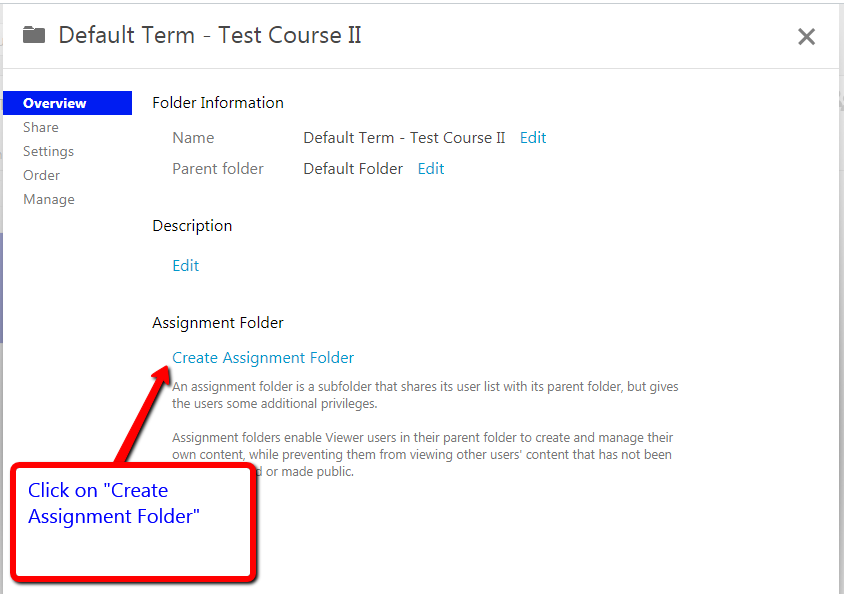 Default Term - Test Course II
Overview
Share
Settings
Order
Manage
Folder Information
Name Default Term - Test Course II Edit
Parent folder Default Folder Edit
Description
Edit
Assignment Folder
Create Assignment Folder
An assignment folder is a subfolder that shares its user list with its parent folder, but gives
the users some additional privileges.
Assignment folders enable Viewer users in their parent folder to create and manage their
own content, while preventing them from viewing other users' content that has not been
or made public.
Click on "Create
Assignment Folder"